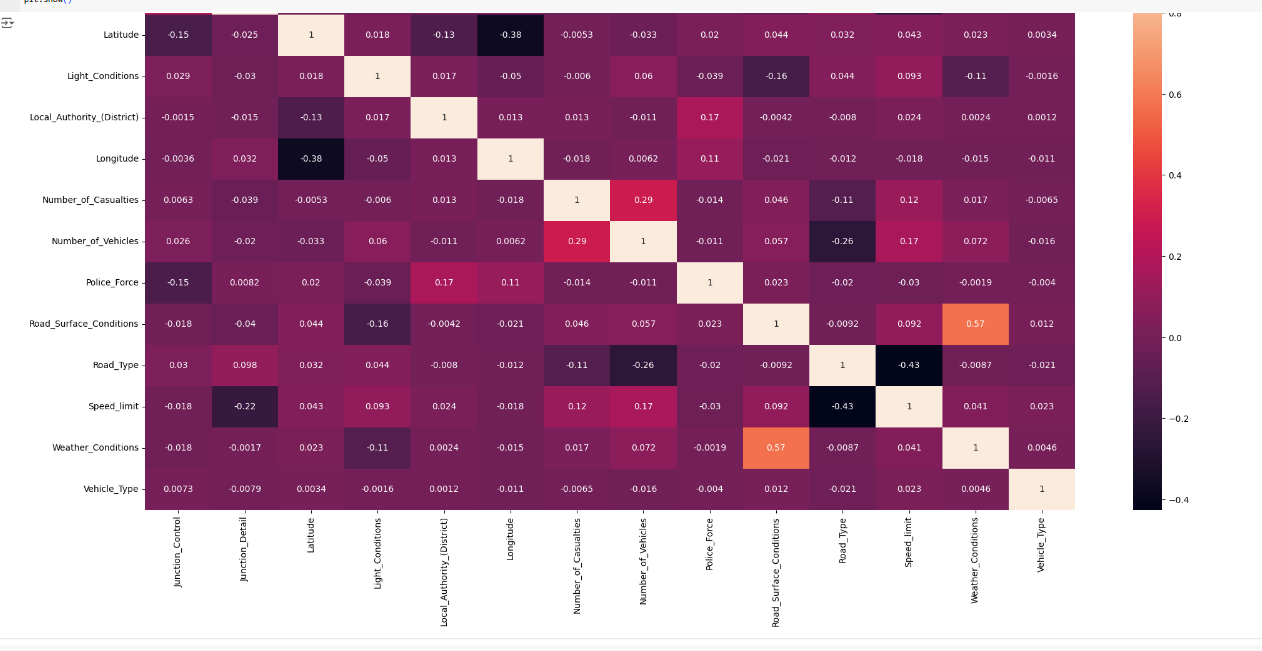 plt.show()
0.8
Latitude -0.15 -0.025 1 0.018 -0.13 -0.38 -0.0053 -0.033 0.02 0.044 0.032 0.043 0.023 0.0034
Light_Conditions 0.029 -0.03 0.018 1 0.017 -0.05 -0.006 0.06 -0.039 -0.16 0.044 0.093 -0.11 -0.0016
0.6
Local_Authority_(District) -0.0015 -0.015 -0.13 0.017 1 0.013 0.013 -0.011 0.17 -0.0042 -0.008 0.024 0.0024 0.0012
Longitude -0.0036 0.032 -0.38 -0.05 0.013 1 -0.018 0.0062 0.11 -0.021 -0.012 -0.018 -0.015 -0.011
0.4
Number_of_Casualties 0.0063 -0.039 -0.0053 -0.006 0.013 -0.018 1 0.29 -0.014 0.046 -0.11 0.12 0.017 -0.0065
Number_of_Vehicles 0.026 -0.02 -0.033 0.06 -0.011 0.0062 0.29 1 -0.011 0.057 -0.26 0.17 0.072 -0.016
0.2
Police_Force -0.15 0.0082 0.02 -0.039 0.17 0.11 -0.014 -0.011 1 0.023 -0.02 -0.03 -0.0019 -0.004
Road_Surface_Conditions -0.018 -0.04 0.044 -0.16 -0.0042 -0.021 0.046 0.057 0.023 1 -0.0092 0.092 0.57 0.012
0.0
Road_Type 0.03 0.098 0.032 0.044 -0.008 -0.012 -0.11 -0.26 -0.02 -0.0092 1 -0.43 -0.0087 -0.021
Speed_limit -0.018 -0.22 0.043 0.093 0.024 -0.018 0.12 0.17 -0.03 0.092 -0.43 1 0.041 0.023
−0.2
Weather_Conditions -0.018 -0.0017 0.023 -0.11 0.0024 -0.015 0.017 0.072 -0.0019 0.57 -0.0087 0.041 1 0.0046
Vehicle_Type 0.0073 -0.0079 0.0034 -0.0016 0.0012 -0.011 -0.0065 -0.016 -0.004 0.012 -0.021 0.023 0.0046 1
−0.4
Junction_Control
Junction_Detail
Latitude
Light_Conditions
Local_Authority_(District)
Longitude
Number_of_Casualties
Number_of_Vehicles
Police_Force
Road_Surface_Conditions
Road_Type
Speed_limit
Weather_Conditions
Vehicle_Type